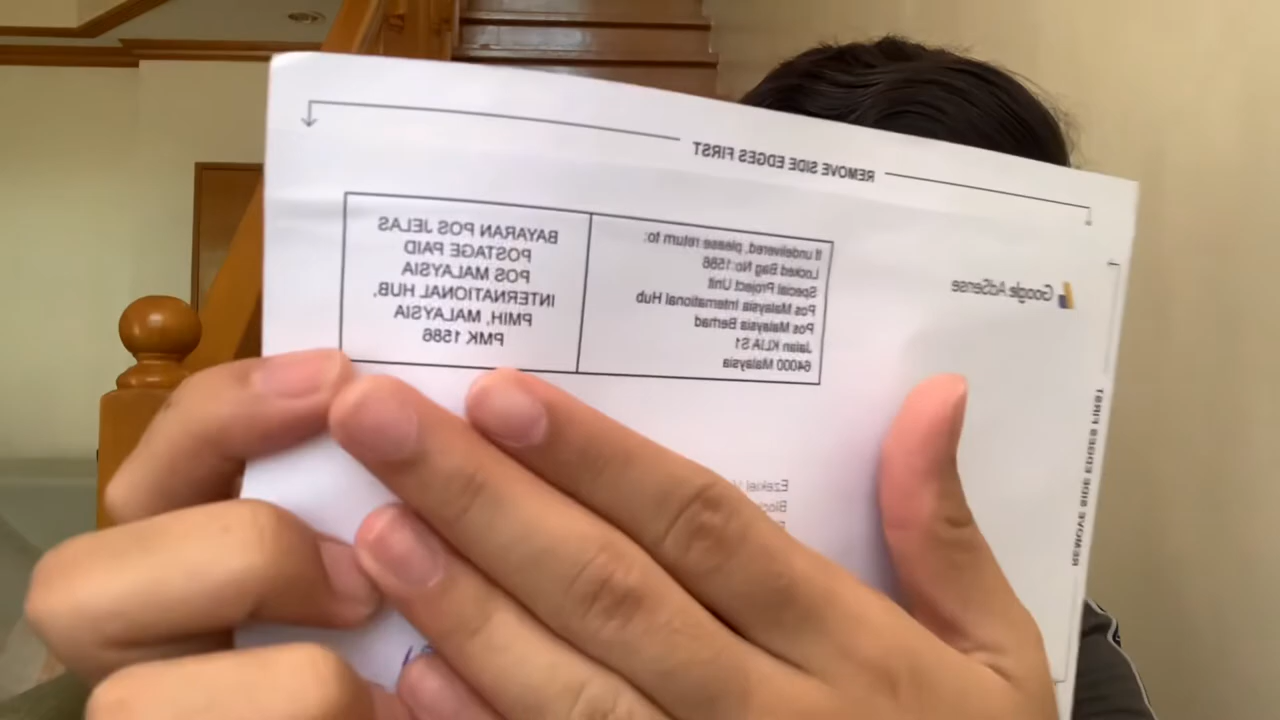 REMOVE SIDE EDGES FIRST
Google AdSense
If undelivered, please return to:
Locked Bag No:1586
Special Project Unit
Pos Malaysia International Hub
Pos Malaysia Berhad
Jalan KLIA S1
64000 Malaysia
BAYARAN POS JELAS
POSTAGE PAID
POS MALAYSIA
INTERNATIONAL HUB,
PMIH, MALAYSIA
PMK 1586
Ezekiel
REMOVE SIDE EDGES FIRST